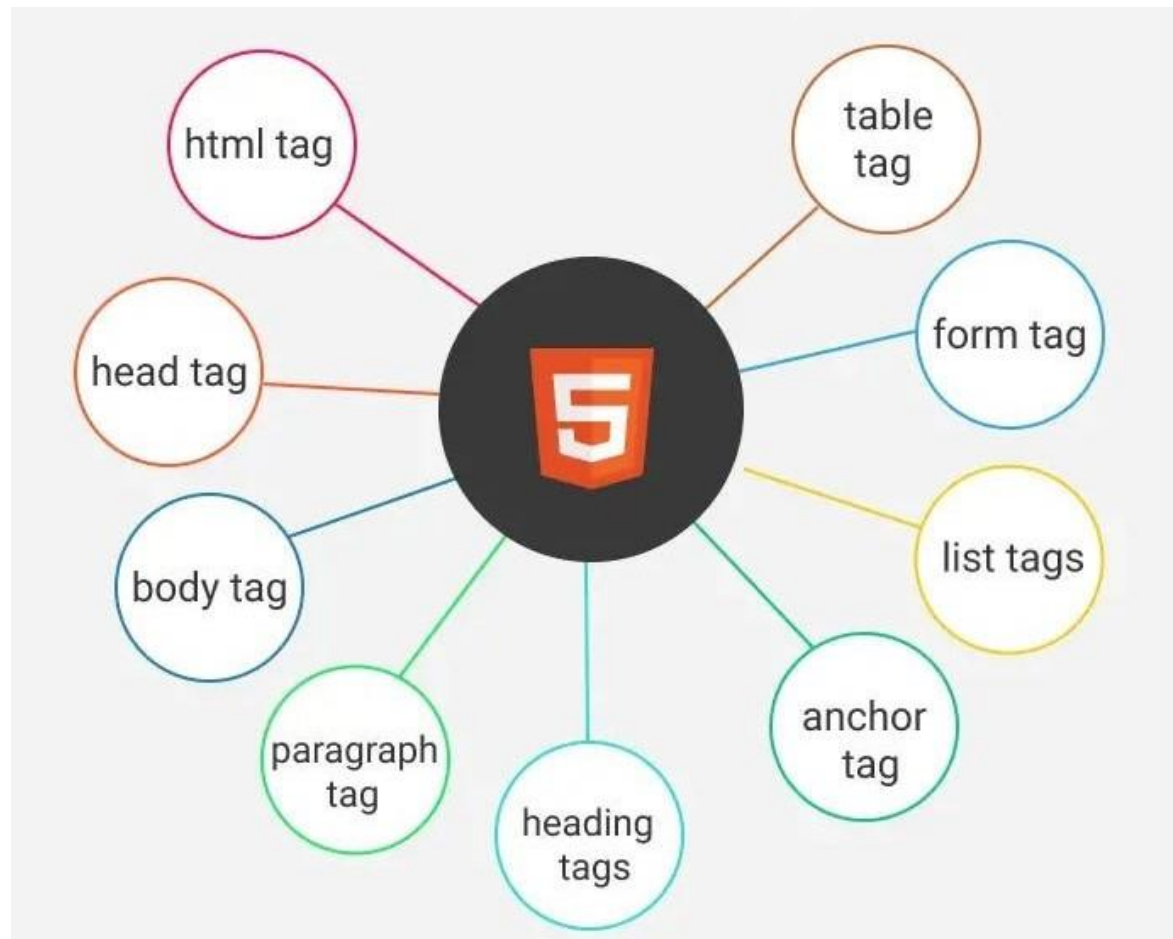 html tag
table
tag
head tag
form tag
body tag
list tags
paragraph
tag
heading
tags
anchor
tag
5